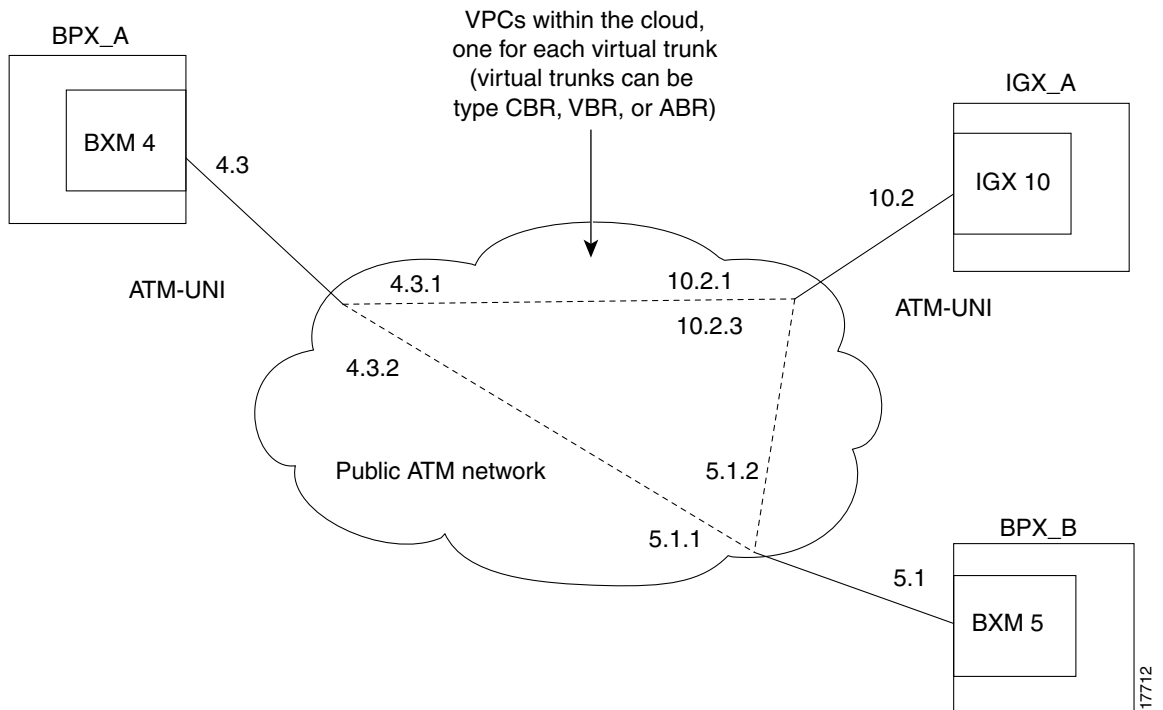 VPCs within the cloud,
one for each virtual trunk
(virtual trunks can be
type CBR, VBR, or ABR)
BPX_A
BXM 4
4.3
IGX_A
IGX 10
10.2
ATM-UNI
4.3.1
10.2.1
ATM-UNI
10.2.3
4.3.2
Public ATM network
5.1.2
5.1.1
BPX_B
5.1
BXM 5
17712